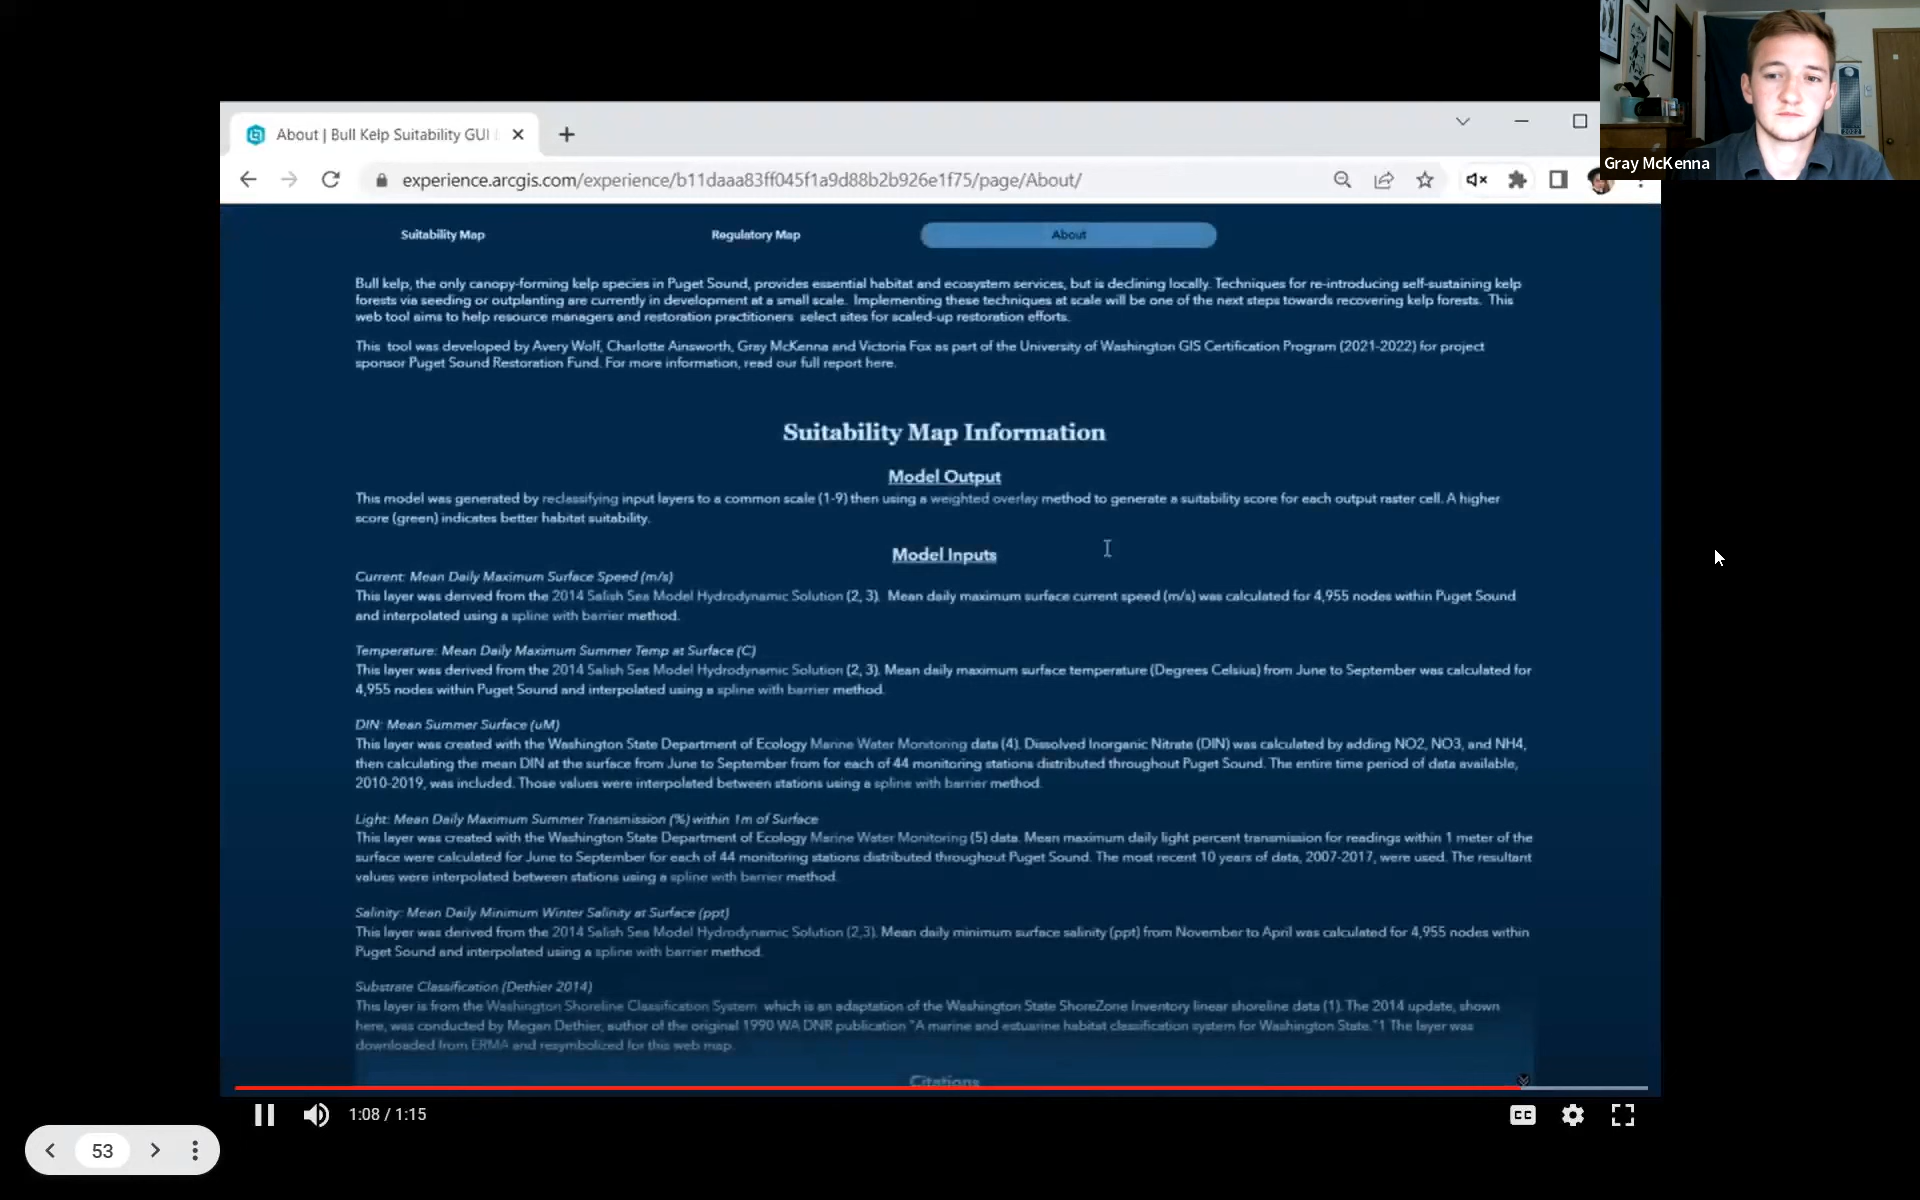 About | Bull Kelp Suitability GUI
experience.arcgis.com/experience/b11daaa83ff045f1a9d88b2b926e1f75/page/About/
Gray McKenna
Suitability Map
Regulatory Map
About
Bull kelp, the only canopy-forming kelp species in Puget Sound, provides essential habitat and ecosystem services, but is declining locally. Techniques for re-introducing self-sustaining kelp
forests via seeding or outplanting are currently in development at a small scale. Implementing these techniques at scale will be one of the next steps towards recovering kelp forests. This
web tool aims to help resource managers and restoration practitioners select sites for scaled-up restoration efforts.
This tool was developed by Avery Wolf, Charlotte Ainsworth, Gray McKenna and Victoria Fox as part of the University of Washington GIS Certification Program (2021-2022) for project
sponsor Puget Sound Restoration Fund. For more information, read our full report here.
Suitability Map Information
Model Output
This model was generated by reclassifying input layers to a common scale (1-9) then using a weighted overlay method to generate a suitability score for each output raster cell. A higher
score (green) indicates better habitat suitability.
Model Inputs
Current: Mean Daily Maximum Surface Speed (m/s)
This layer was derived from the 2014 Salish Sea Model Hydrodynamic Solution (2, 3). Mean daily maximum surface current speed (m/s) was calculated for 4,955 nodes within Puget Sound
and interpolated using a spline with barrier method.
Temperature: Mean Daily Maximum Summer Temp at Surface (C)
This layer was derived from the 2014 Salish Sea Model Hydrodynamic Solution (2, 3). Mean daily maximum surface temperature (Degrees Celsius) from June to September was calculated for
4,955 nodes within Puget Sound and interpolated using a spline with barrier method.
DIN: Mean Summer Surface (uM)
This layer was created with the Washington State Department of Ecology Marine Water Monitoring data (4). Dissolved Inorganic Nitrate (DIN) was calculated by adding NO2, NO3, and NH4,
then calculating the mean DIN at the surface from June to September from for each of 44 monitoring stations distributed throughout Puget Sound. The entire time period of data available,
2010-2019, was included. Those values were interpolated between stations using a spline with barrier method.
Light: Mean Daily Maximum Summer Transmission (%) within 1m of Surface
This layer was created with the Washington State Department of Ecology Marine Water Monitoring (5) data. Mean maximum daily light percent transmission for readings within 1 meter of the
surface were calculated for June to September for each of 44 monitoring stations distributed throughout Puget Sound. The most recent 10 years of data, 2007-2017, were used. The resultant
values were interpolated between stations using a spline with barrier method.
Salinity: Mean Daily Minimum Winter Salinity at Surface (ppt)
This layer was derived from the 2014 Salish Sea Model Hydrodynamic Solution (2,3). Mean daily minimum surface salinity (ppt) from November to April was calculated for 4,955 nodes within
Puget Sound and interpolated using a spline with barrier method.
Substrate Classification (Dethier 2014)
This layer is from the Washington Shoreline Classification System which is an adaptation of the Washington State ShoreZone Inventory linear shoreline data (1). The 2014 update, shown
here, was conducted by Megan Dethier, author of the original 1990 WA DNR publication "A marine and estuarine habitat classification system for Washington State."1 The layer was
downloaded from ERMA and resymbolized for this web map.
Citations
1:08 / 1:15
CC
53